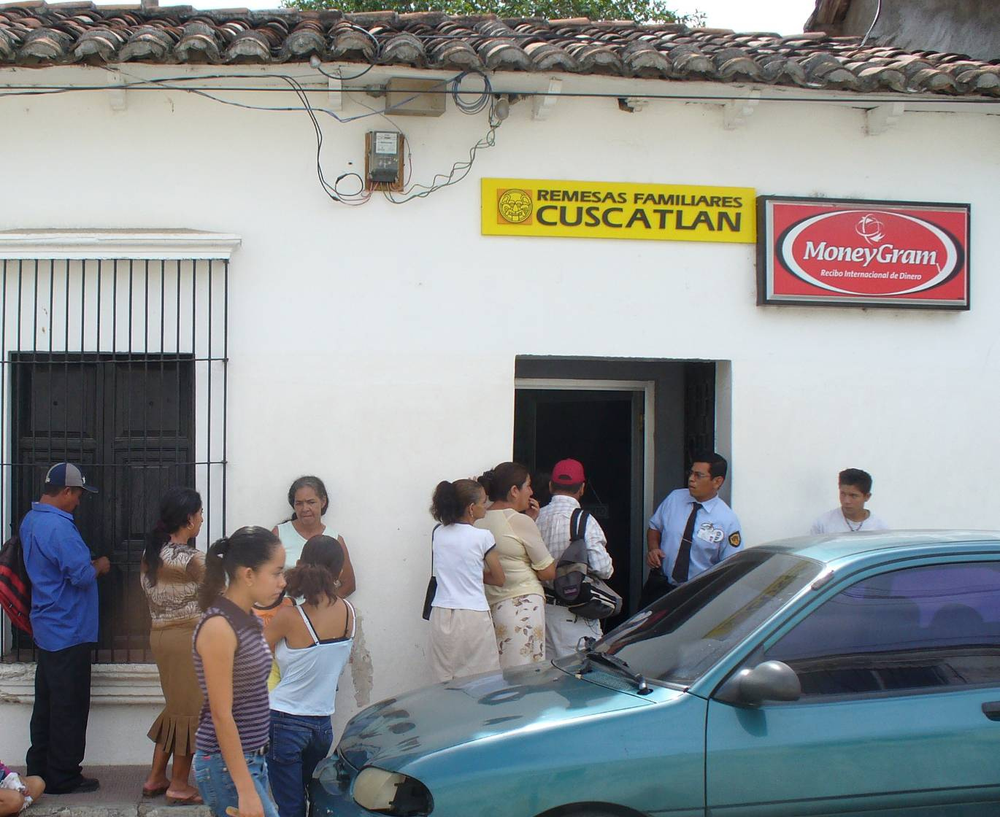 REMESAS FAMILIARES
CUSCATLAN
MoneyGram
Recibo Internacional de Dinero